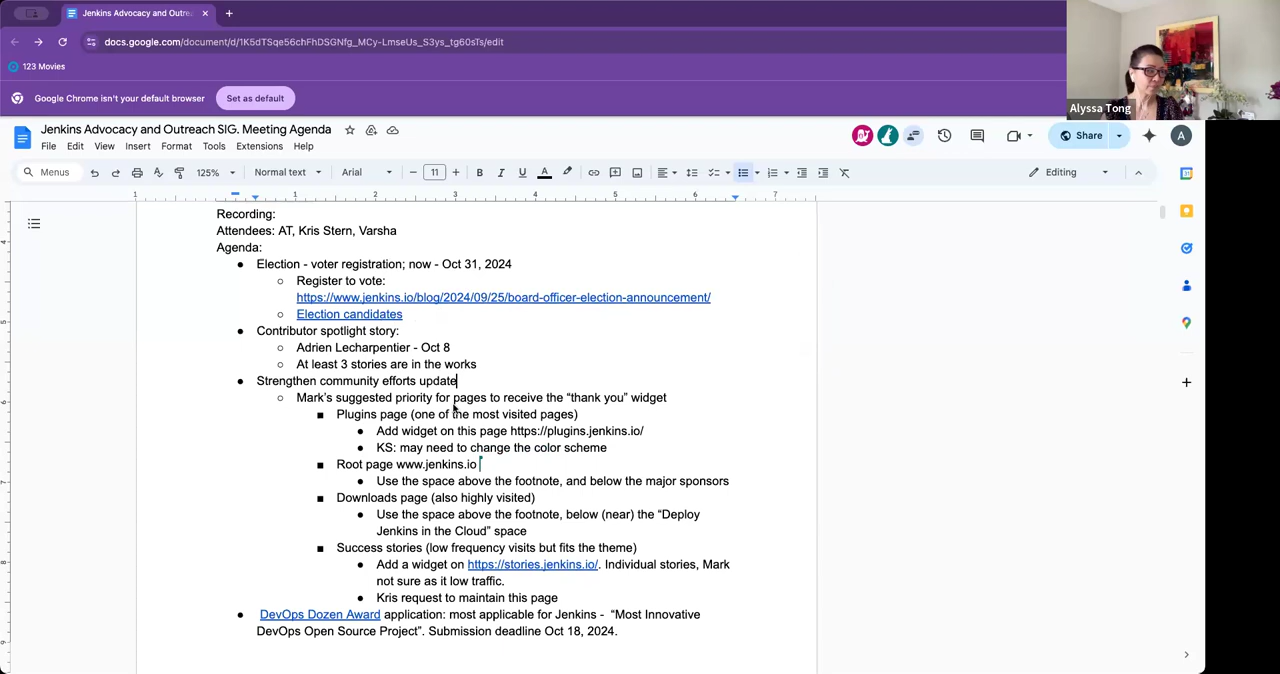 Jenkins Advocacy and Outre
docs.google.com/document/d/1K5dTSqe56chFhDSGNfg_MCy-LmseUs_S3ys_tg60sTs/edit
123 Movies
Google Chrome isn't your default browser
Set as default
Alyssa Tong
Jenkins Advocacy and Outreach SIG. Meeting Agenda
Share
A
File Edit View Insert Format Tools Extensions Help
Menus 125% Normal text Arial 11 B I U A Editing
1 1 2 3 4 5 6 7
Recording:
Attendees: AT, Kris Stern, Varsha
Agenda:
● Election - voter registration; now - Oct 31, 2024
○ Register to vote:
https://www.jenkins.io/blog/2024/09/25/board-officer-election-announcement/
○ Election candidates
● Contributor spotlight story:
○ Adrien Lecharpentier - Oct 8
○ At least 3 stories are in the works
● Strengthen community efforts update
○ Mark's suggested priority for pages to receive the “thank you” widget
■ Plugins page (one of the most visited pages)
● Add widget on this page https://plugins.jenkins.io/
● KS: may need to change the color scheme
■ Root page www.jenkins.io
● Use the space above the footnote, and below the major sponsors
■ Downloads page (also highly visited)
● Use the space above the footnote, below (near) the “Deploy
Jenkins in the Cloud” space
■ Success stories (low frequency visits but fits the theme)
● Add a widget on https://stories.jenkins.io/. Individual stories, Mark
not sure as it low traffic.
● Kris request to maintain this page
● DevOps Dozen Award application: most applicable for Jenkins - “Most Innovative
DevOps Open Source Project”. Submission deadline Oct 18, 2024.